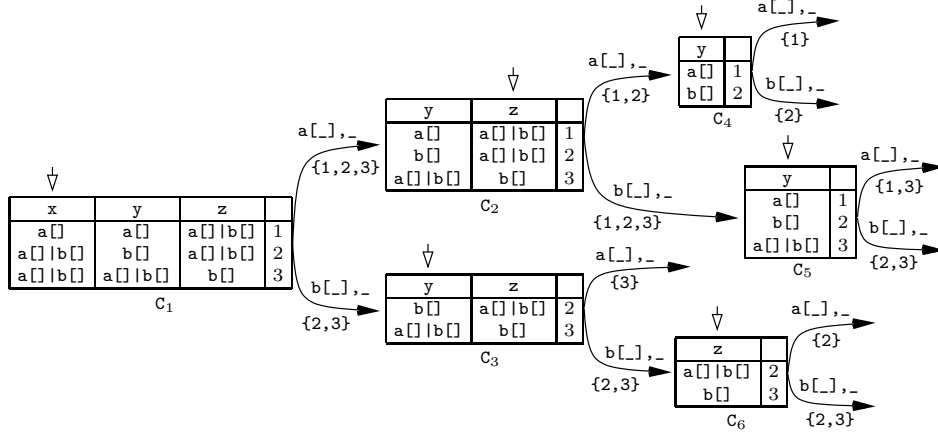 x y z
a[] a[] a[]|b[] 1
a[]|b[] b[] a[]|b[] 2
a[]|b[] a[]|b[] b[] 3
C1
a[_],_
{1,2,3}
b[_],_
{2,3}
y z
a[] a[]|b[] 1
b[] a[]|b[] 2
a[]|b[] b[] 3
C2
a[_],_
{1,2}
b[_],_
{1,2,3}
y z
b[] a[]|b[] 2
a[]|b[] b[] 3
C3
a[_],_
{3}
b[_],_
{2,3}
y
a[] 1
b[] 2
C4
a[_],_
{1}
b[_],_
{2}
y
a[] 1
b[] 2
a[]|b[] 3
C5
a[_],_
{1,3}
b[_],_
{2,3}
z
a[]|b[] 2
b[] 3
C6
a[_],_
{2}
b[_],_
{2,3}